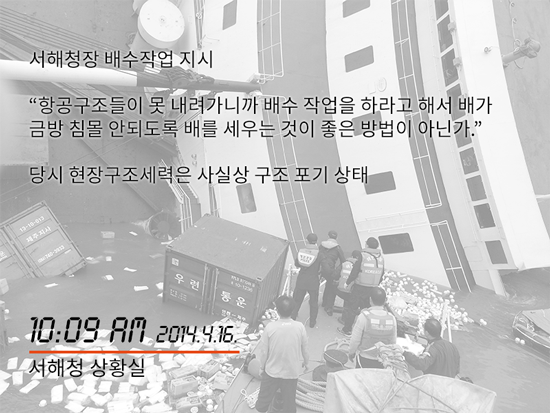 서해청장 배수작업 지시
“항공구조들이 못 내려가니까 배수 작업을 하라고 해서 배가
금방 침몰 안되도록 배를 세우는 것이 좋은 방법이 아닌가.”
당시 현장구조세력은 사실상 구조 포기 상태
우련
통운
10:09 AM 2014.4.16.
서해청 상황실